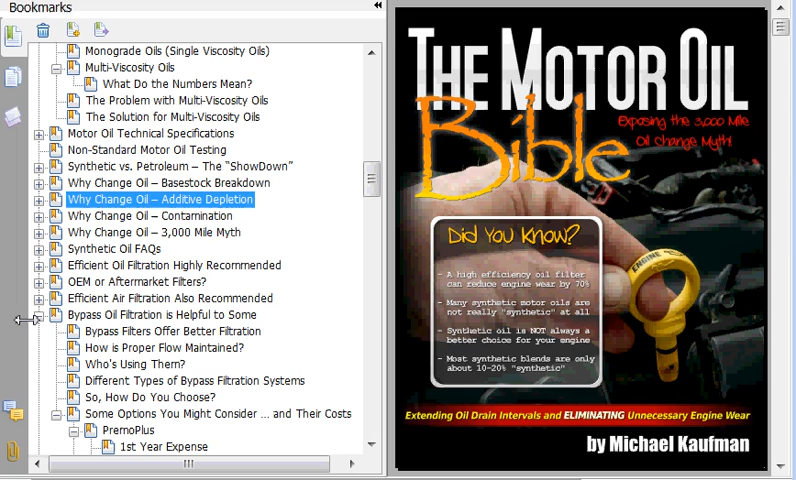 Bookmarks
Monograde Oils (Single Viscosity Oils)
Multi-Viscosity Oils
What Do the Numbers Mean?
The Problem with Multi-Viscosity Oils
The Solution for Multi-Viscosity Oils
Motor Oil Technical Specifications
Non-Standard Motor Oil Testing
Synthetic vs. Petroleum – The “ShowDown”
Why Change Oil – Basestock Breakdown
Why Change Oil – Additive Depletion
Why Change Oil – Contamination
Why Change Oil – 3,000 Mile Myth
Synthetic Oil FAQs
Efficient Oil Filtration Highly Recommended
OEM or Aftermarket Filters?
Efficient Air Filtration Also Recommended
Bypass Oil Filtration is Helpful to Some
Bypass Filters Offer Better Filtration
How is Proper Flow Maintained?
Who's Using Them?
Different Types of Bypass Filtration Systems
So, How Do You Choose?
Some Options You Might Consider ... and Their Costs
PremoPlus
1st Year Expense
THE MOTOR OIL
Bible
Exposing the 3,000 Mile
Oil Change Myth!
Did You Know?
- A high efficiency oil filter
can reduce engine wear by 70%
- Many synthetic motor oils are
not really "synthetic" at all
- Synthetic oil is NOT always a
better choice for your engine
- Most synthetic blends are only
about 10-20% "synthetic"
ENGINE
Extending Oil Drain Intervals and ELIMINATING Unnecessary Engine Wear
by Michael Kaufman